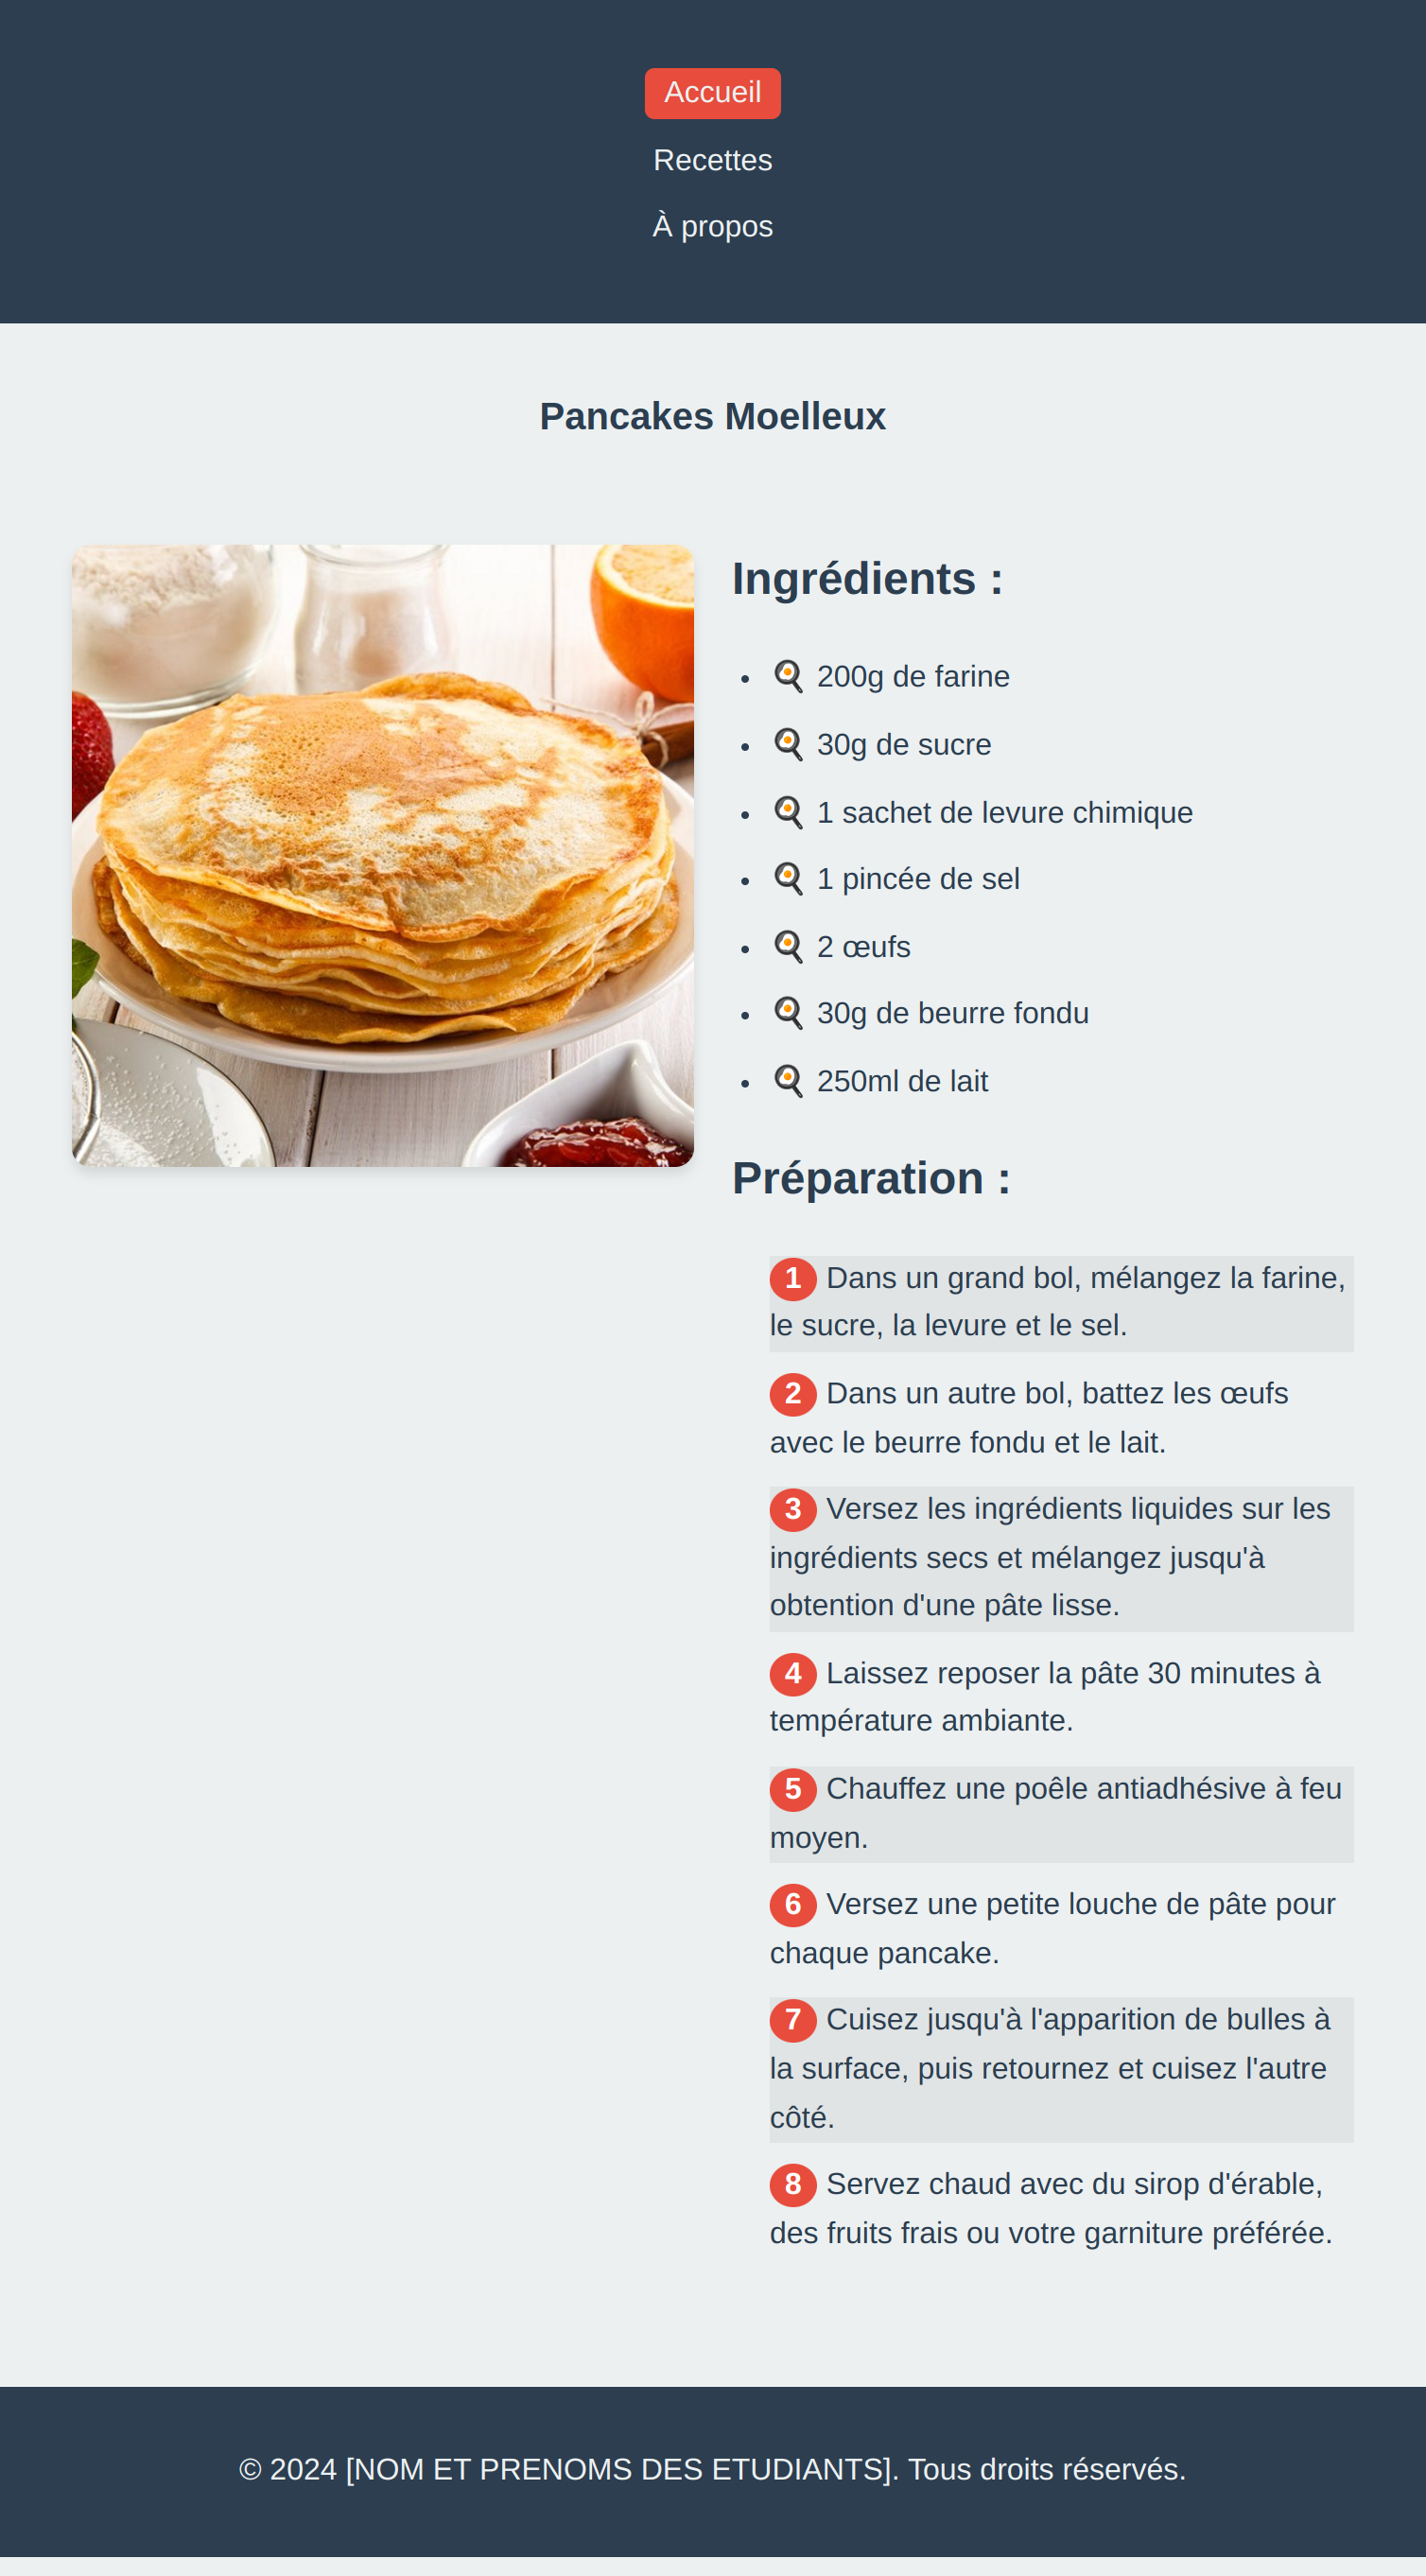 Accueil
Recettes
À propos
Pancakes Moelleux
Ingrédients :
• 🍳 200g de farine
• 🍳 30g de sucre
• 🍳 1 sachet de levure chimique
• 🍳 1 pincée de sel
• 🍳 2 œufs
• 🍳 30g de beurre fondu
• 🍳 250ml de lait
Préparation :
1 Dans un grand bol, mélangez la farine,
le sucre, la levure et le sel.
2 Dans un autre bol, battez les œufs
avec le beurre fondu et le lait.
3 Versez les ingrédients liquides sur les
ingrédients secs et mélangez jusqu'à
obtention d'une pâte lisse.
4 Laissez reposer la pâte 30 minutes à
température ambiante.
5 Chauffez une poêle antiadhésive à feu
moyen.
6 Versez une petite louche de pâte pour
chaque pancake.
7 Cuisez jusqu'à l'apparition de bulles à
la surface, puis retournez et cuisez l'autre
côté.
8 Servez chaud avec du sirop d'érable,
des fruits frais ou votre garniture préférée.
© 2024 [NOM ET PRENOMS DES ETUDIANTS]. Tous droits réservés.